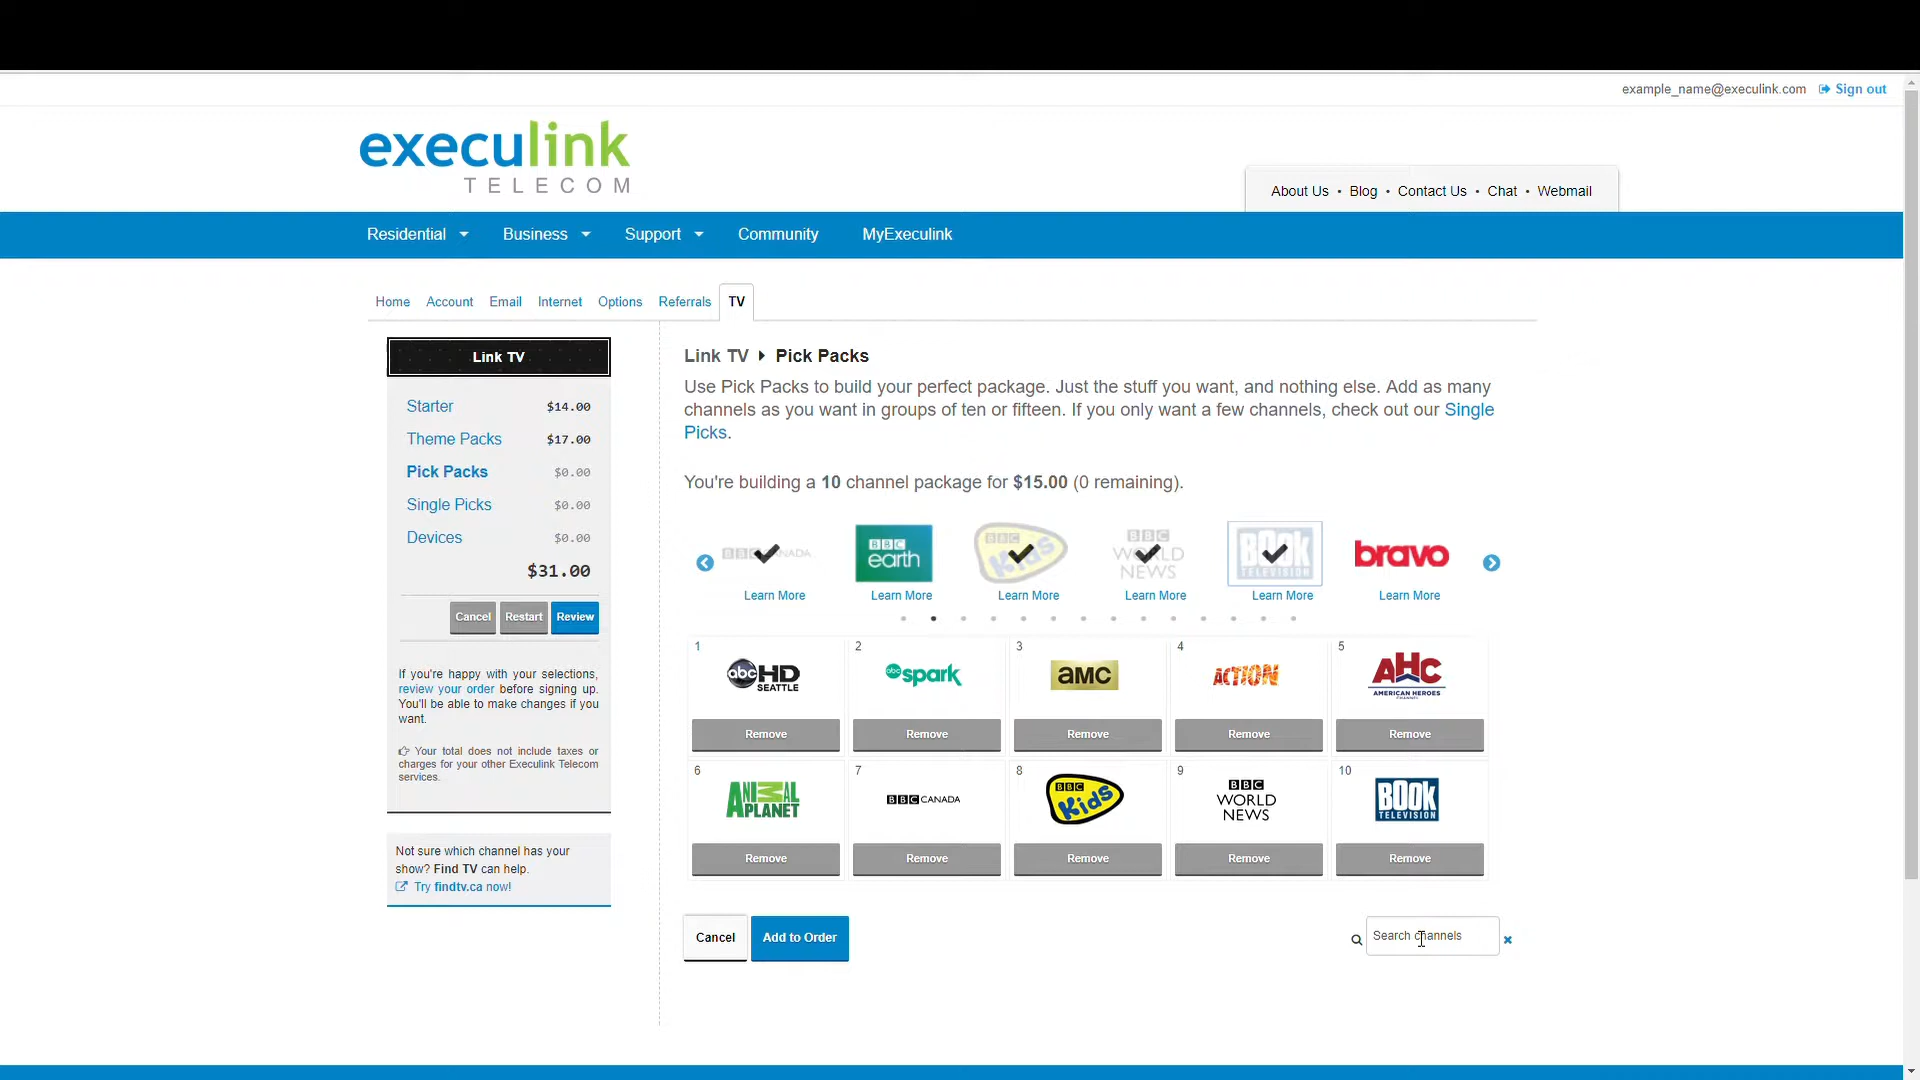 example_name@execulink.com Sign out
execulink
TELECOM
About Us • Blog • Contact Us • Chat • Webmail
Residential Business Support Community MyExeculink
Home Account Email Internet Options Referrals TV
Link TV
Starter $14.00
Theme Packs $17.00
Pick Packs $0.00
Single Picks $0.00
Devices $0.00
$31.00
Cancel Restart Review
If you're happy with your selections,
review your order before signing up.
You'll be able to make changes if you
want.
Your total does not include taxes or
charges for your other Execulink Telecom
services.
Not sure which channel has your
show? Find TV can help.
Try findtv.ca now!
Link TV Pick Packs
Use Pick Packs to build your perfect package. Just the stuff you want, and nothing else. Add as many
channels as you want in groups of ten or fifteen. If you only want a few channels, check out our Single
Picks.
You're building a 10 channel package for $15.00 (0 remaining).
BBC CANADA BBC earth BBC Kids BBC WORLD NEWS BOOK TELEVISION bravo
Learn More Learn More Learn More Learn More Learn More Learn More
1 2 3 4 5
abc HD SEATTLE abc spark amc ACTION AHC AMERICAN HEROES CHANNEL
Remove Remove Remove Remove Remove
6 7 8 9 10
ANIMAL PLANET BBC CANADA BBC Kids BBC WORLD NEWS BOOK TELEVISION
Remove Remove Remove Remove Remove
Cancel Add to Order Search channels